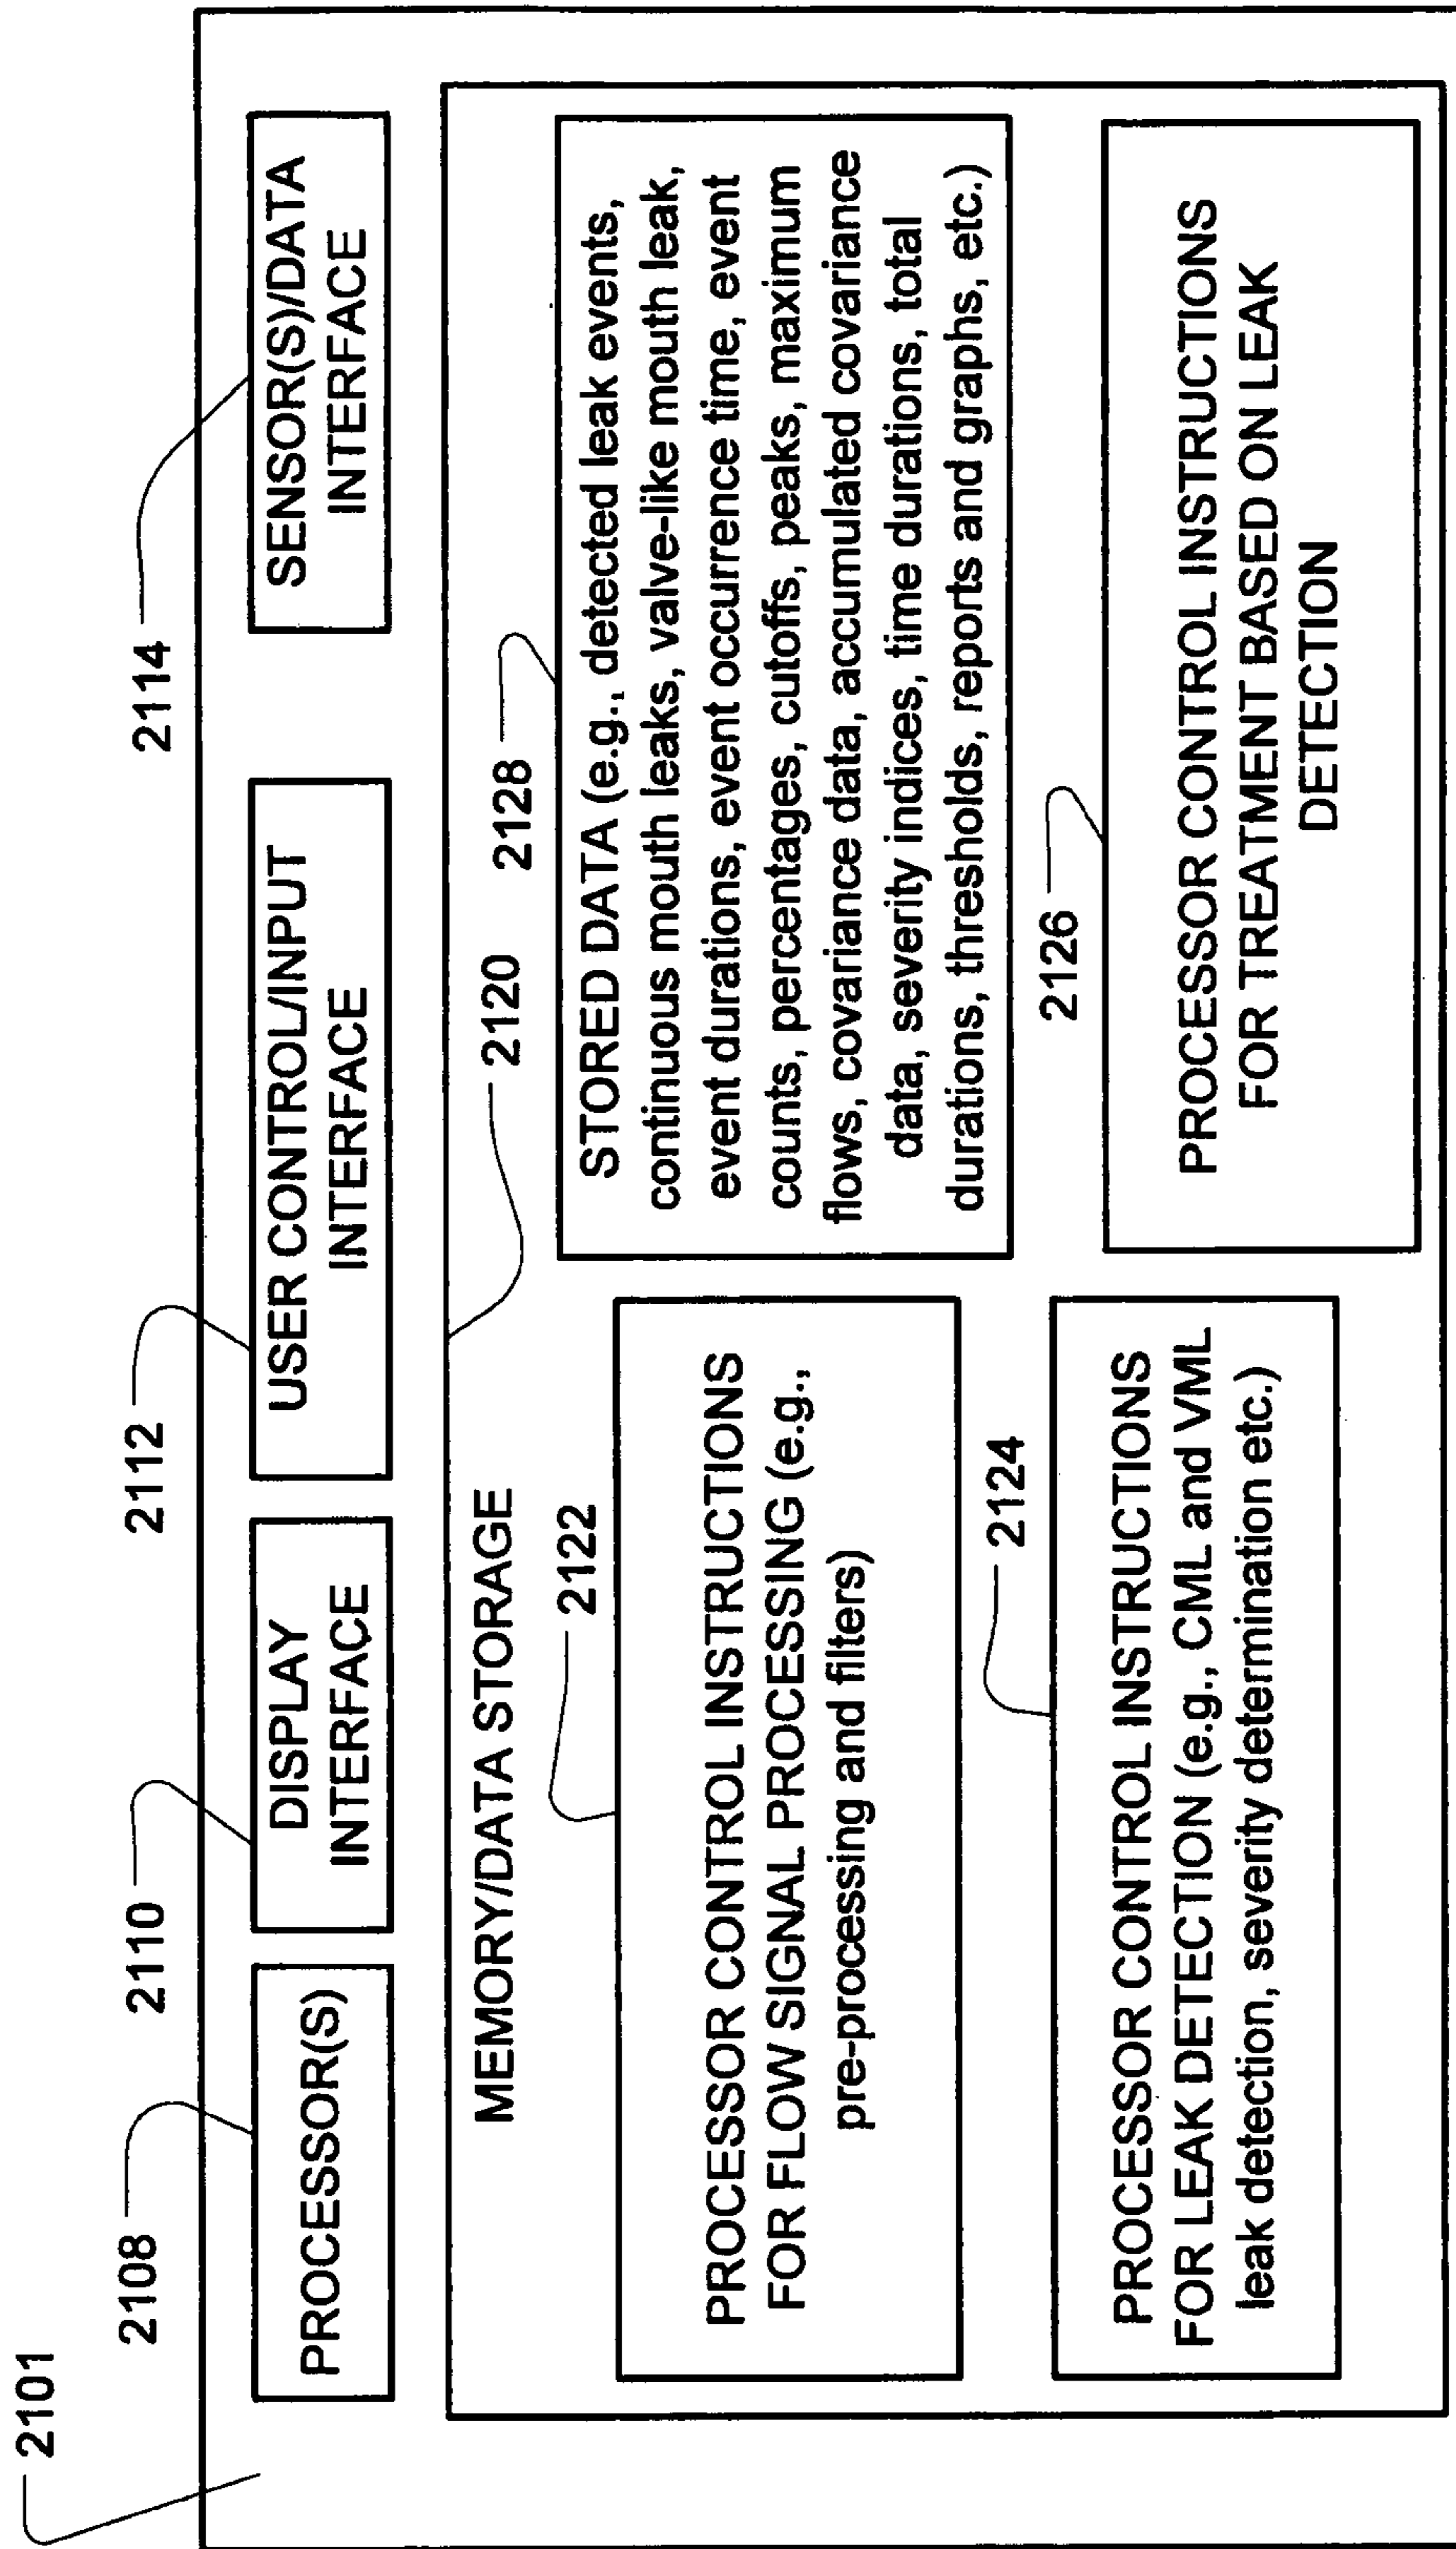 2101
2108
PROCESSOR(S)
2110
DISPLAY
INTERFACE
2112
USER CONTROL/INPUT
INTERFACE
2114
SENSOR(S)/DATA
INTERFACE
2120
MEMORY/DATA STORAGE
2122
PROCESSOR CONTROL INSTRUCTIONS
FOR FLOW SIGNAL PROCESSING (e.g.,
pre-processing and filters)
2128
STORED DATA (e.g., detected leak events,
continuous mouth leaks, valve-like mouth leak,
event durations, event occurrence time, event
counts, percentages, cutoffs, peaks, maximum
flows, covariance data, accumulated covariance
data, severity indices, time durations, total
durations, thresholds, reports and graphs, etc.)
2124
PROCESSOR CONTROL INSTRUCTIONS
FOR LEAK DETECTION (e.g., CML and VML
leak detection, severity determination etc.)
2126
PROCESSOR CONTROL INSTRUCTIONS
FOR TREATMENT BASED ON LEAK
DETECTION